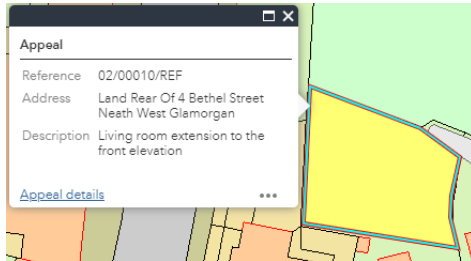 Appeal
Reference 02/00010/REF
Address Land Rear Of 4 Bethel Street
Neath West Glamorgan
Description Living room extension to the
front elevation
Appeal details